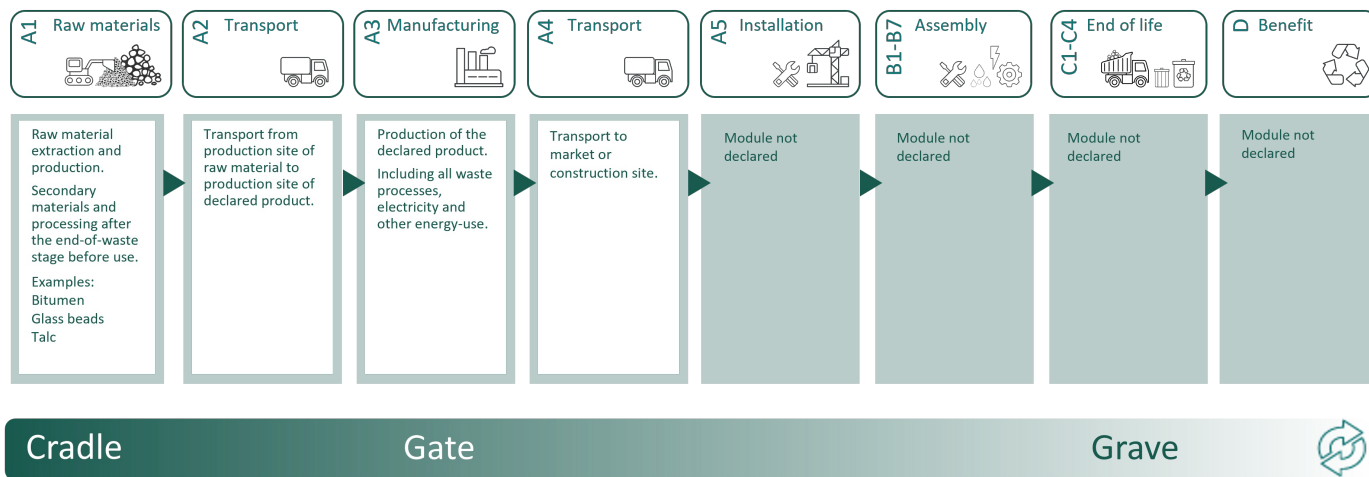 A1 Raw materials
A2 Transport
A3 Manufacturing
A4 Transport
A5 Installation
B1-B7 Assembly
C1-C4 End of life
D Benefit
Raw material
extraction and
production.
Secondary
materials and
processing after
the end-of-waste
stage before use.
Examples:
Bitumen
Glass beads
Talc
Transport from
production site of
raw material to
production site of
declared product.
Production of the
declared product.
Including all waste
processes,
electricity and
other energy-use.
Transport to
market or
construction site.
Module not
declared
Module not
declared
Module not
declared
Module not
declared
Cradle
Gate
Grave